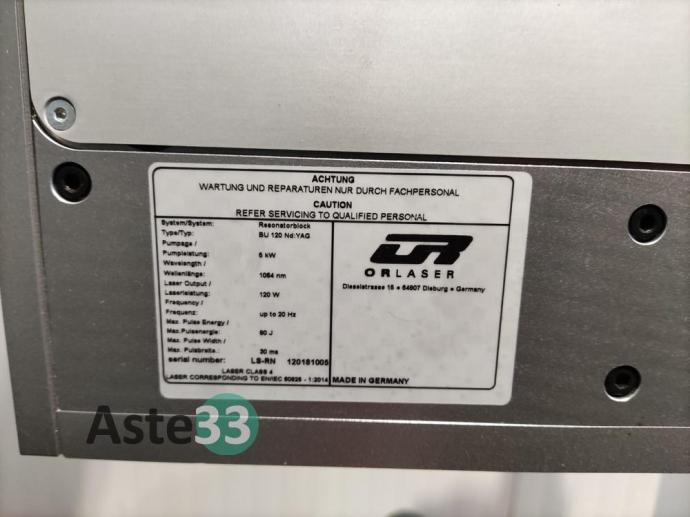 ACHTUNG
WARTUNG UND REPARATUREN NUR DURCH FACHPERSONAL
CAUTION
REFER SERVICING TO QUALIFIED PERSONAL
System/System: Resonatorblock
Type/Typ: BU 120 Nd:YAG
Pumpage /
Pumpleistung: 5 kW
Wavelength /
Wellenlänge: 1064 nm
Laser Output /
Laserleistung: 120 W
Frequency /
Frequenz: up to 20 Hz
Max. Pulse Energy /
Max. Pulsenergie: 80 J
Max. Pulse Width /
Max. Pulsbreite.: 30 ms
serial number: LS-RN 120181005
LASER CLASS 4
LASER CORRESPONDING TO EN/IEC 60825 - 1:2014
OR
ORLASER
Dieselstrasse 15 • 64807 Dieburg • Germany
MADE IN GERMANY
Aste33